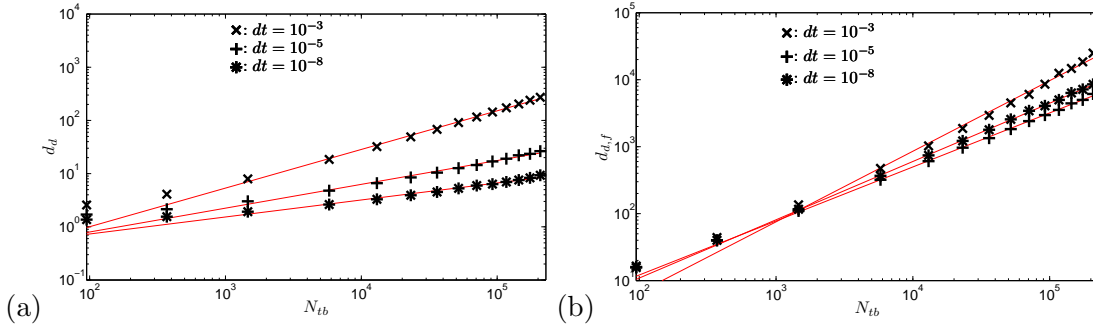 10^4
10^3
10^2
10^1
10^0
10^{-1}
d_d
×: dt = 10^{-3}
+: dt = 10^{-5}
✳: dt = 10^{-8}
10^2
10^3
10^4
10^5
N_{tb}
(a)
10^5
10^4
10^3
10^2
10^1
d_{d,f}
×: dt = 10^{-3}
+: dt = 10^{-5}
✳: dt = 10^{-8}
10^2
10^3
10^4
10^5
N_{tb}
(b)